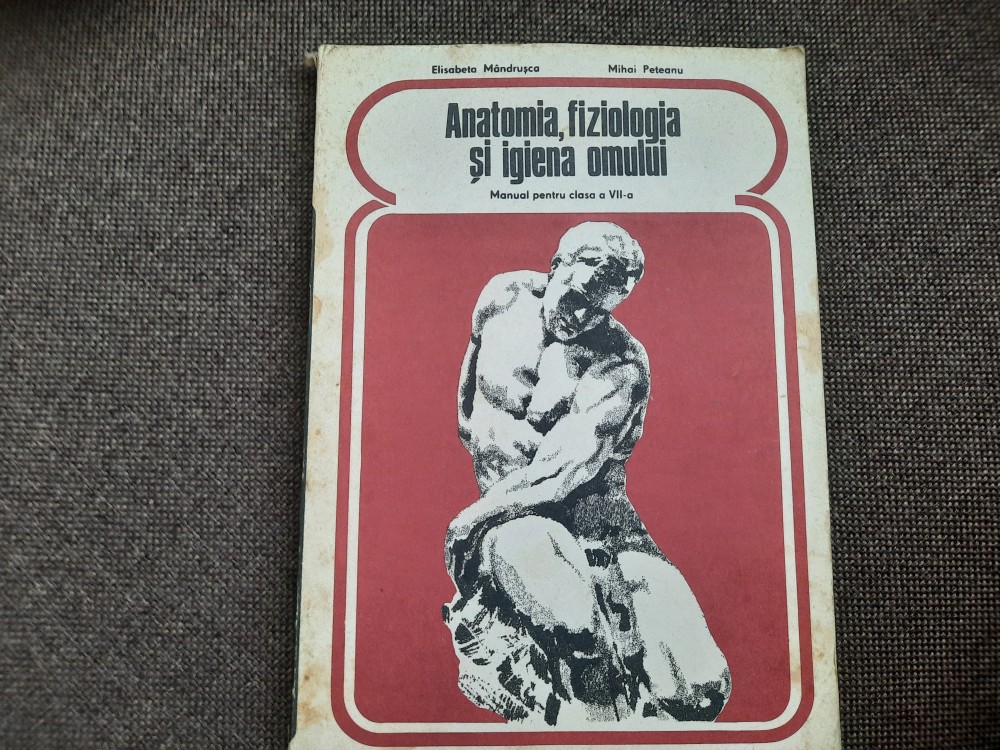 Elisabeta Mândrușca Mihai Peteanu
Anatomia, fiziologia
și igiena omului
Manual pentru clasa a VII-a